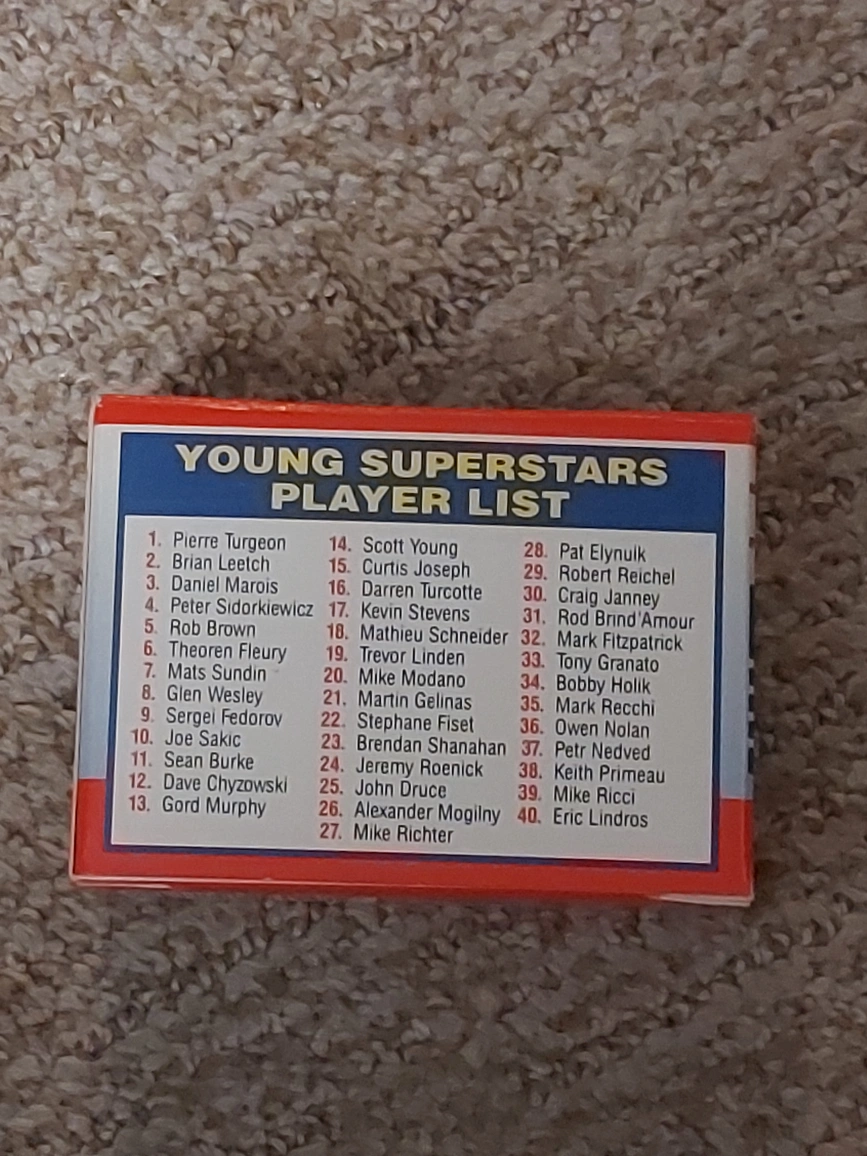 YOUNG SUPERSTARS
PLAYER LIST
1. Pierre Turgeon
2. Brian Leetch
3. Daniel Marois
4. Peter Sidorkiewicz
5. Rob Brown
6. Theoren Fleury
7. Mats Sundin
8. Glen Wesley
9. Sergei Fedorov
10. Joe Sakic
11. Sean Burke
12. Dave Chyzowski
13. Gord Murphy
14. Scott Young
15. Curtis Joseph
16. Darren Turcotte
17. Kevin Stevens
18. Mathieu Schneider
19. Trevor Linden
20. Mike Modano
21. Martin Gelinas
22. Stephane Fiset
23. Brendan Shanahan
24. Jeremy Roenick
25. John Druce
26. Alexander Mogilny
27. Mike Richter
28. Pat Elynuik
29. Robert Reichel
30. Craig Janney
31. Rod Brind'Amour
32. Mark Fitzpatrick
33. Tony Granato
34. Bobby Holik
35. Mark Recchi
36. Owen Nolan
37. Petr Nedved
38. Keith Primeau
39. Mike Ricci
40. Eric Lindros